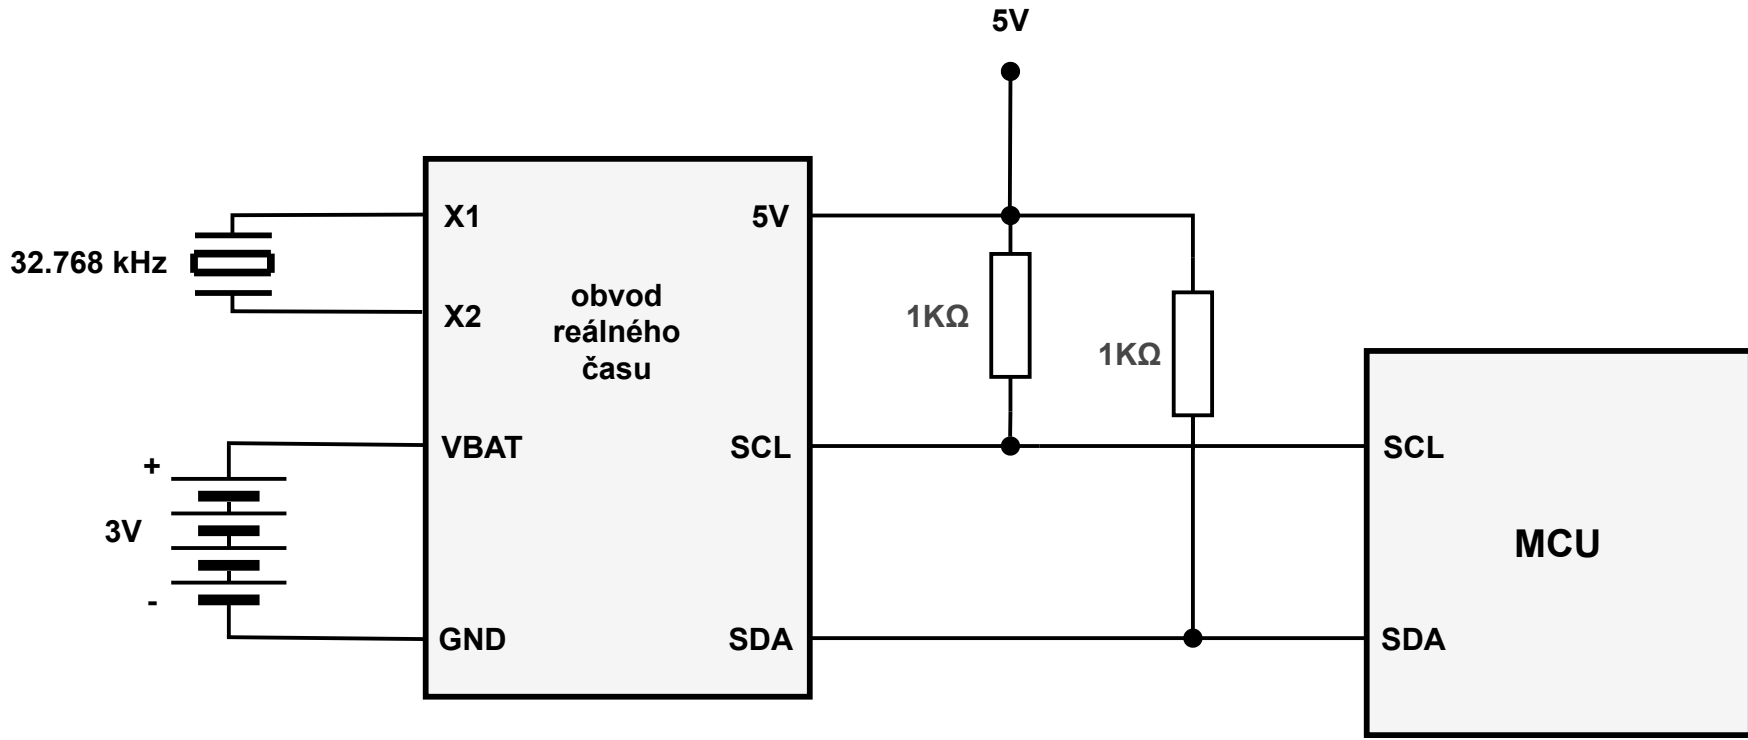 5V
X1
5V
32.768 kHz
X2
obvod
reálného
času
1KΩ
1KΩ
+
VBAT
SCL
SCL
3V
MCU
-
GND
SDA
SDA